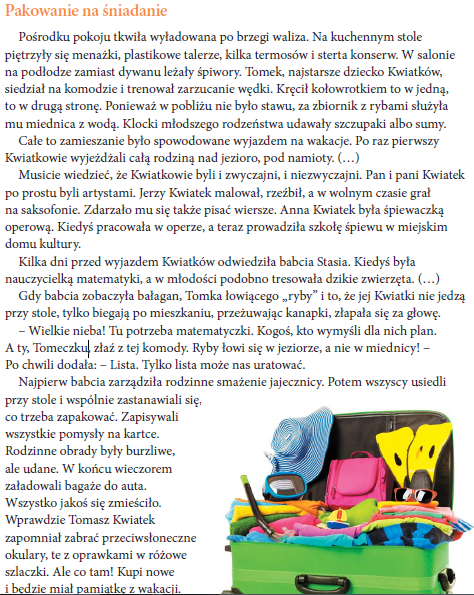 Pakowanie na śniadanie
Pośrodku pokoju tkwiła wyładowana po brzegi waliza. Na kuchennym stole
piętrzyły się menażki, plastikowe talerze, kilka termosów i sterta konserw. W salonie
na podłodze zamiast dywanu leżały śpiwory. Tomek, najstarsze dziecko Kwiatków,
siedział na komodzie i trenował zarzucanie wędki. Kręcił kołowrotkiem to w jedną,
to w drugą stronę. Ponieważ w pobliżu nie było stawu, za zbiornik z rybami służyła
mu miednica z wodą. Klocki młodszego rodzeństwa udawały szczupaki albo sumy.
Całe to zamieszanie było spowodowane wyjazdem na wakacje. Po raz pierwszy
Kwiatkowie wyjeżdżali całą rodziną nad jezioro, pod namioty. (…)
Musicie wiedzieć, że Kwiatkowie byli i zwyczajni, i niezwyczajni. Pan i pani Kwiatek
po prostu byli artystami. Jerzy Kwiatek malował, rzeźbił, a w wolnym czasie grał
na saksofonie. Zdarzało mu się także pisać wiersze. Anna Kwiatek była śpiewaczką
operową. Kiedyś pracowała w operze, a teraz prowadziła szkołę śpiewu w miejskim
domu kultury.
Kilka dni przed wyjazdem Kwiatków odwiedziła babcia Stasia. Kiedyś była
nauczycielką matematyki, a w młodości podobno tresowała dzikie zwierzęta. (…)
Gdy babcia zobaczyła bałagan, Tomka łowiącego „ryby” i to, że jej Kwiatki nie jedzą
przy stole, tylko biegają po mieszkaniu, przeżuwając kanapki, złapała się za głowę.
– Wielkie nieba! Tu potrzeba matematyczki. Kogoś, kto wymyśli dla nich plan.
A ty, Tomeczku, złaź z tej komody. Ryby łowi się w jeziorze, a nie w miednicy! –
Po chwili dodała: – Lista. Tylko lista może nas uratować.
Najpierw babcia zarządziła rodzinne smażenie jajecznicy. Potem wszyscy usiedli
przy stole i wspólnie zastanawiali się,
co trzeba zapakować. Zapisywali
wszystkie pomysły na kartce.
Rodzinne obrady były burzliwe,
ale udane. W końcu wieczorem
załadowali bagaże do auta.
Wszystko jakoś się zmieściło.
Wprawdzie Tomasz Kwiatek
zapomniał zabrać przeciwsłoneczne
okulary, te z oprawkami w różowe
szlaczki. Ale co tam! Kupi nowe
i będzie miał pamiątkę z wakacji.